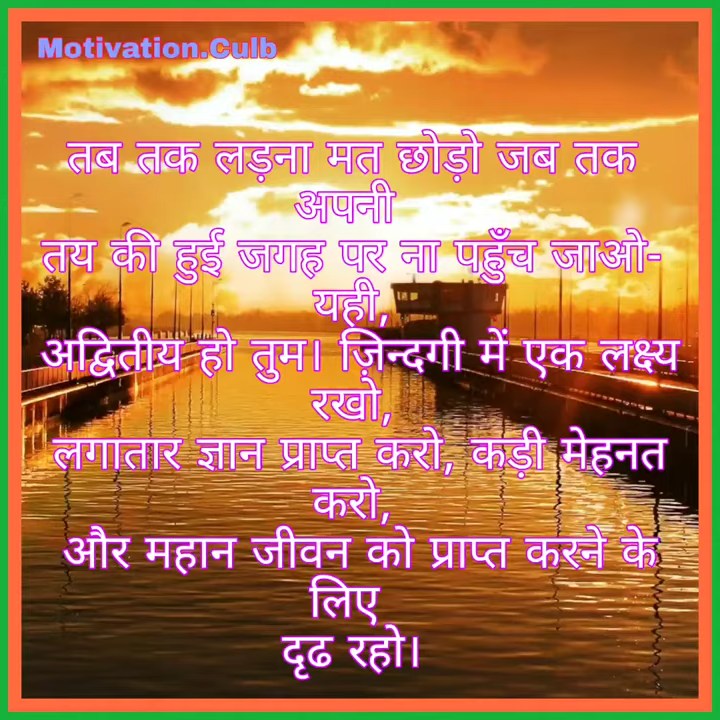 Motivation.Culb
तब तक लड़ना मत छोड़ो जब तक
अपनी
तय की हुई जगह पर ना पहुँच जाओ-
यही,
अद्वितीय हो तुम। ज़िन्दगी में एक लक्ष्य
रखो,
लगातार ज्ञान प्राप्त करो, कड़ी मेहनत
करो,
और महान जीवन को प्राप्त करने के
लिए
दृढ रहो।